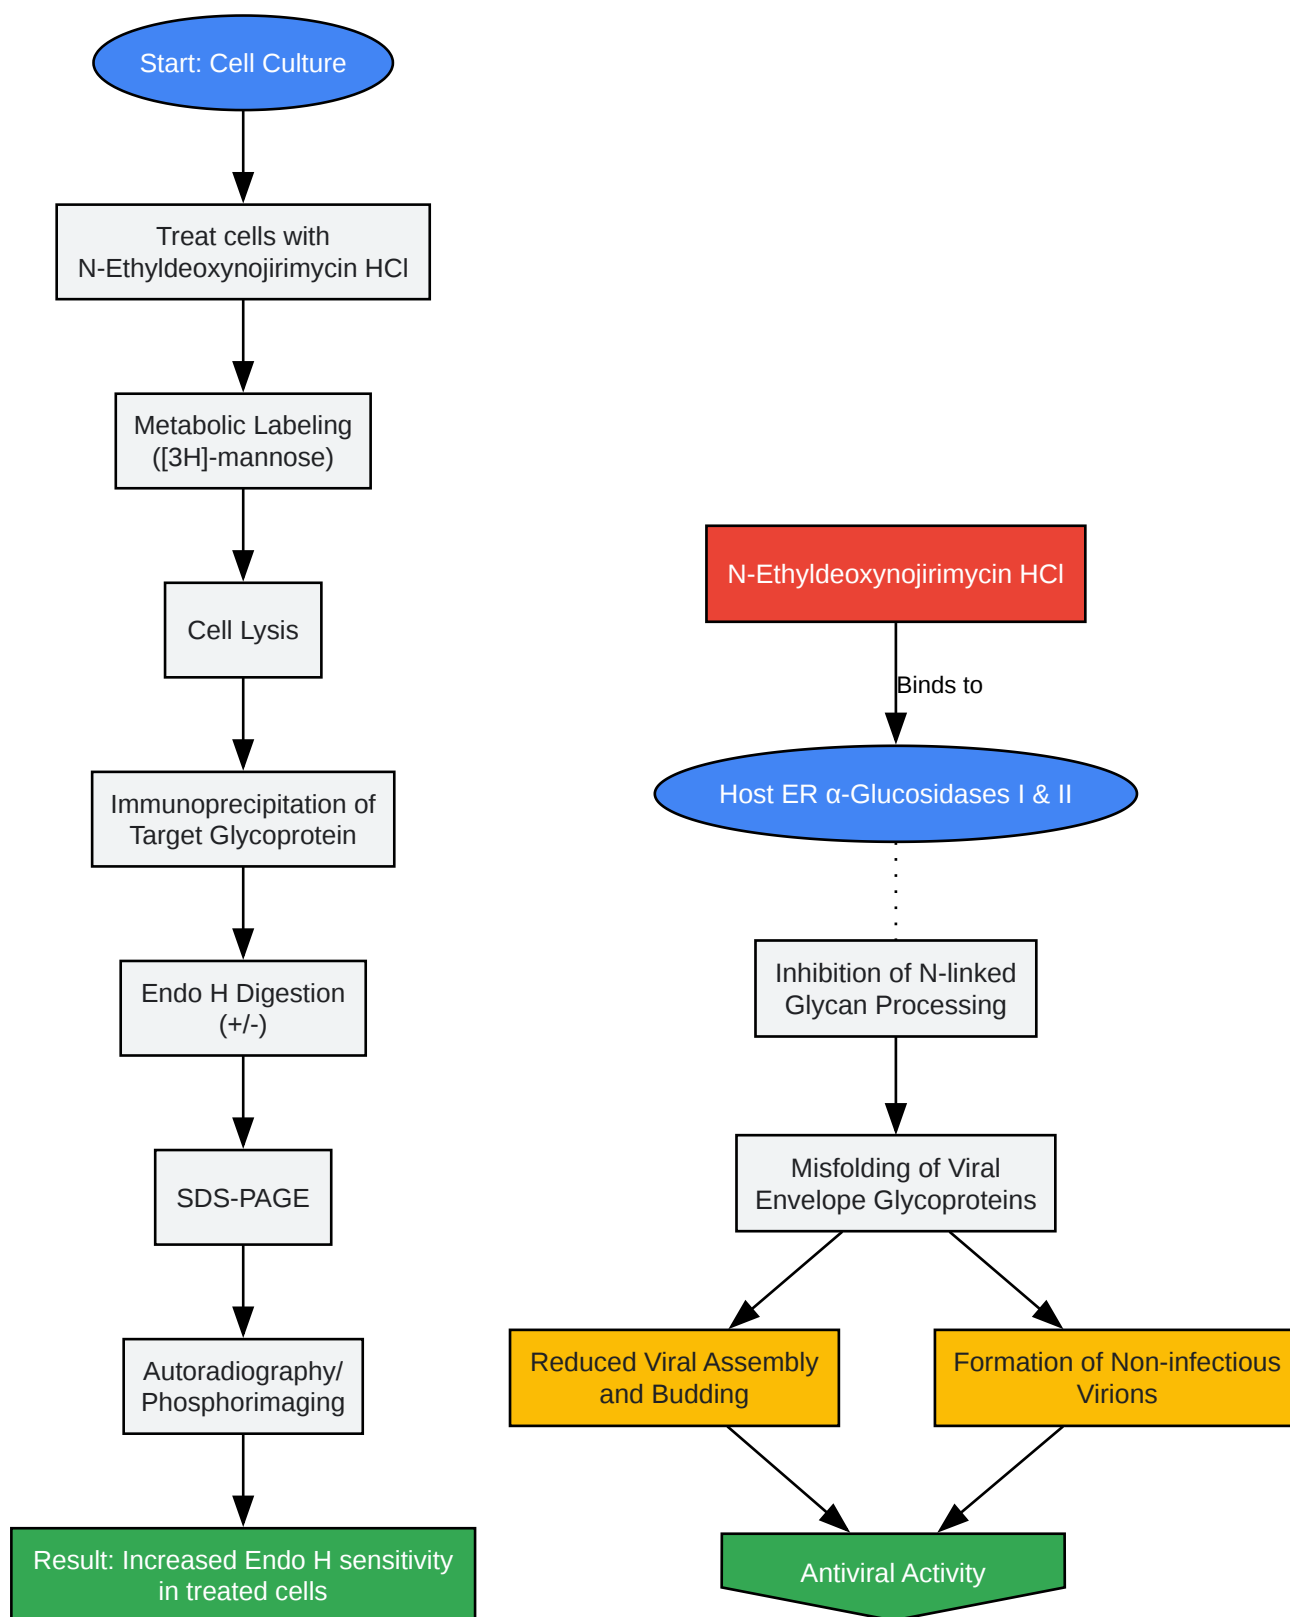 Start: Cell Culture
Treat cells with
N-Ethyldeoxynojirimycin HCl
Metabolic Labeling
([3H]-mannose)
Cell Lysis
Immunoprecipitation of
Target Glycoprotein
Endo H Digestion
(+/-)
SDS-PAGE
Autoradiography/
Phosphorimaging
Result: Increased Endo H sensitivity
in treated cells
N-Ethyldeoxynojirimycin HCl
Binds to
Host ER α-Glucosidases I & II
Inhibition of N-linked
Glycan Processing
Misfolding of Viral
Envelope Glycoproteins
Reduced Viral Assembly
and Budding
Formation of Non-infectious
Virions
Antiviral Activity